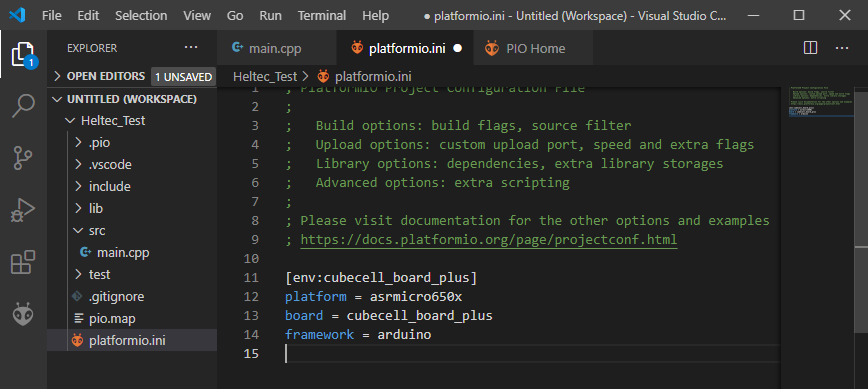 File Edit View Go Run Terminal Help ● platformio.ini - Untitled (Workspace) - Visual Studio C...
EXPLORER ...
main.cpp platformio.ini ● PIO Home ...
OPEN EDITORS 1 UNSAVED
Heltec_Test > platformio.ini
UNTITLED (WORKSPACE)
Heltec_Test
.pio
.vscode
include
lib
src
main.cpp
test
.gitignore
pio.map
platformio.ini
1
1 ; PlatformIO Project Configuration File
2 ;
3 ;   Build options: build flags, source filter
4 ;   Upload options: custom upload port, speed and extra flags
5 ;   Library options: dependencies, extra library storages
6 ;   Advanced options: extra scripting
7 ;
8 ; Please visit documentation for the other options and examples
9 ; https://docs.platformio.org/page/projectconf.html
10
11 [env:cubecell_board_plus]
12 platform = asrmicro650x
13 board = cubecell_board_plus
14 framework = arduino
15